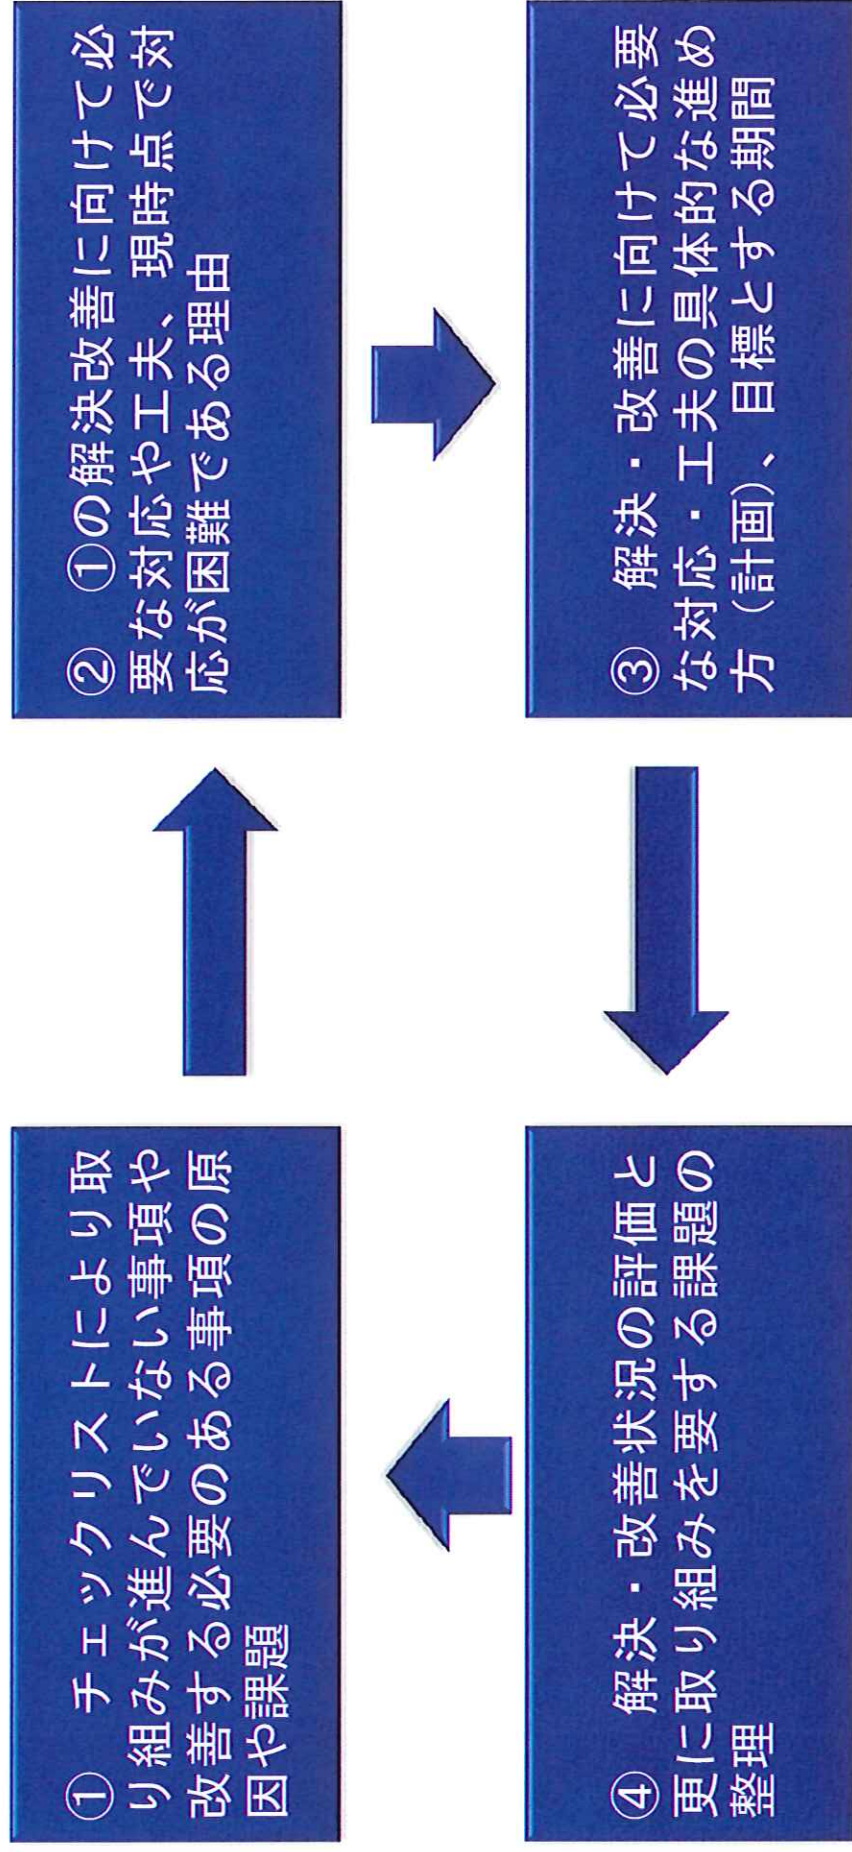 ① チェックリストにより取
り組みが進んでいない事項や
改善する必要のある事項の原
因や課題
② ①の解決改善に向けて必
要な対応や工夫、現時点で対
応が困難である理由
③ 解決・改善に向けて必要
な対応・工夫の具体的な進め
方（計画）、目標とする期間
④ 解決・改善状況の評価と
更に取り組みを要する課題の
整理